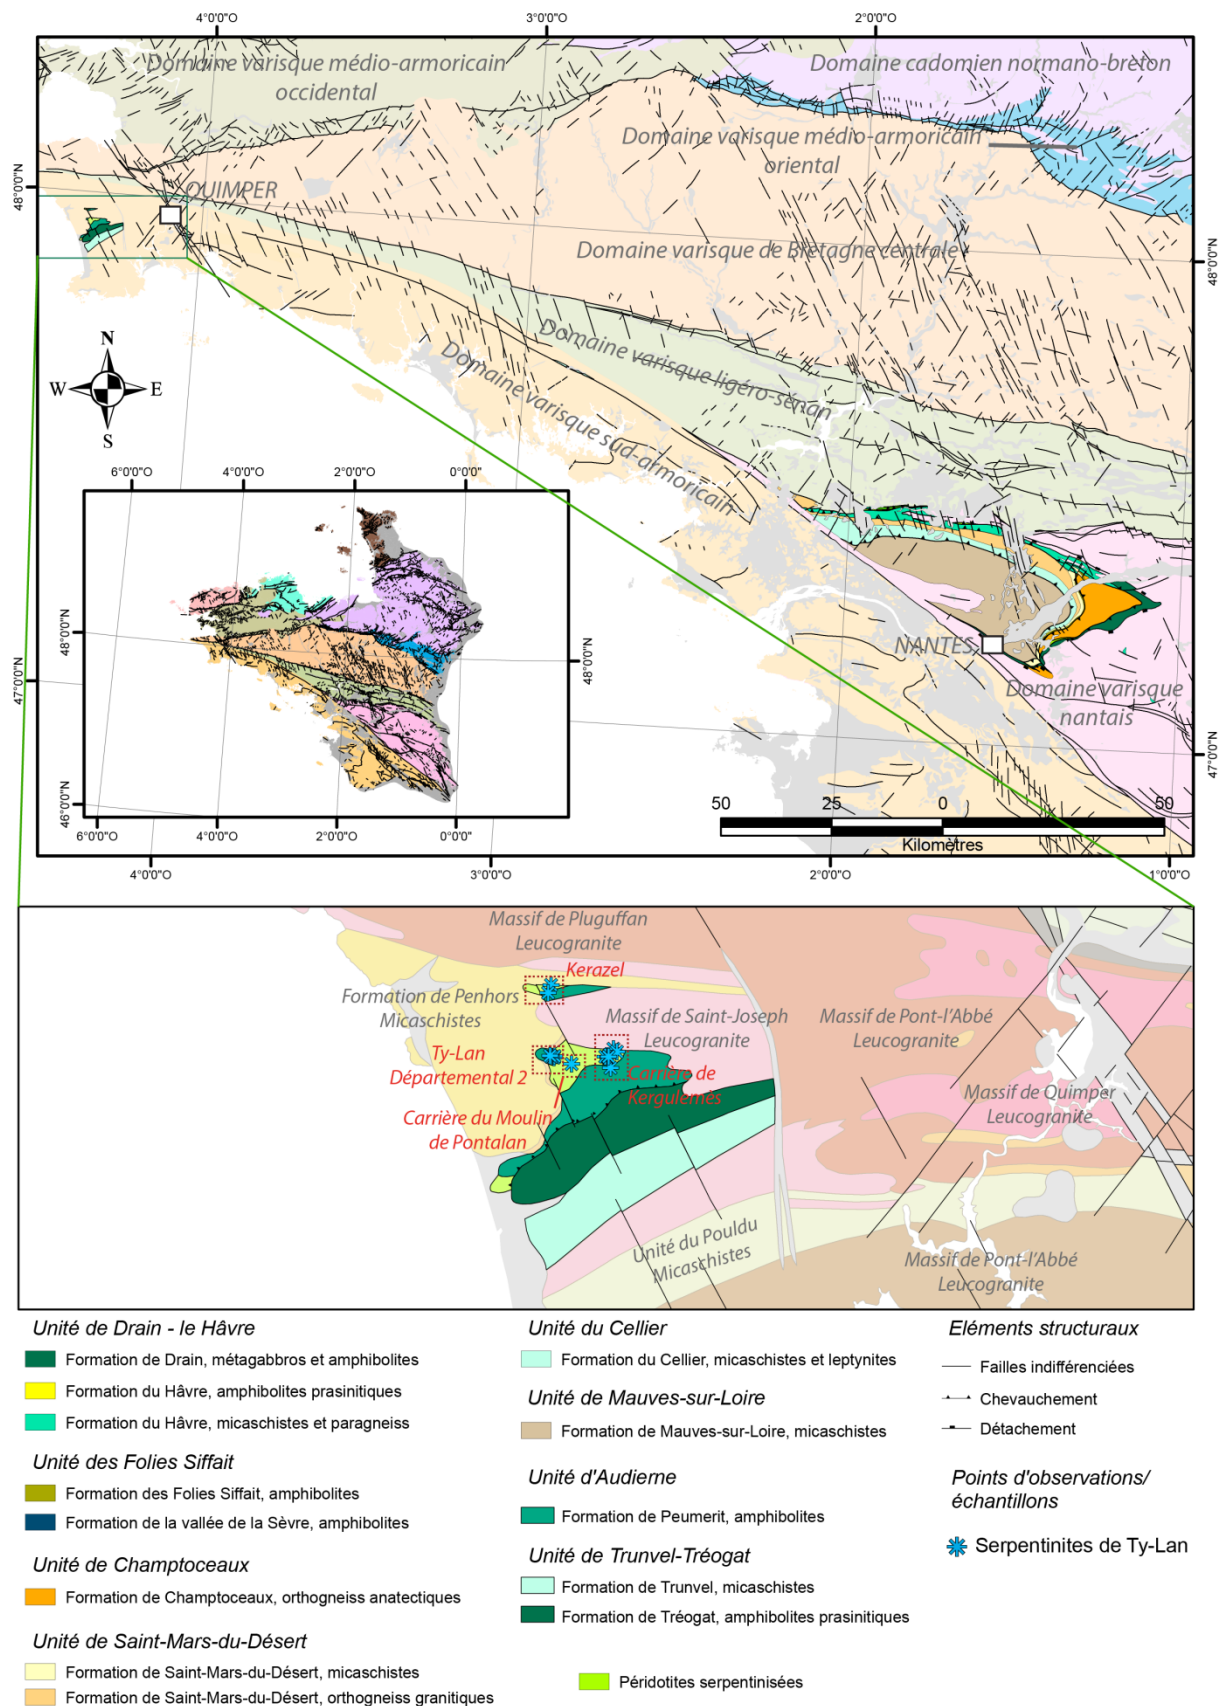 4°0'0"O
3°0'0"O
2°0'0"O
Domaine varisque médio-armoricain
occidental
Domaine cadomien normano-brèton
Domaine varisque médio-armoricain
oriental
48°0'0"N
QUIMPER
Domaine varisque de Bretagne centrale
48°0'0"N
N
W
E
S
Domaine varisque ligéro-sénan
Domaine varisque sud-armoricain
6°0'0"O
4°0'0"O
2°0'0"O
0°0'0"
48°0'0"N
48°0'0"N
46°0'0"N
6°0'0"O
4°0'0"O
2°0'0"O
0°0'0"
47°0'0"N
NANTES
Domaine varisque
nantais
47°0'0"N
50
25
0
50
Kilomètres
4°0'0"O
3°0'0"O
2°0'0"O
1°0'0"O
Massif de Pluguffan
Leucogranite
Kerazel
Formation de Penhors
Micaschistes
Massif de Saint-Joseph
Leucogranite
Massif de Pont-l'Abbé
Leucogranite
Ty-Lan
Départemental 2
Carrière de
Kergulemés
Massif de Quimper
Leucogranite
Carrière du Moulin
de Pontalan
Unité du Pouldu
Micaschistes
Massif de Pont-l'Abbé
Leucogranite
Unité de Drain - le Hâvre
Formation de Drain, métagabbros et amphibolites
Formation du Hâvre, amphibolites prasinitiques
Formation du Hâvre, micaschistes et paragneiss
Unité des Folies Siffait
Formation des Folies Siffait, amphibolites
Formation de la vallée de la Sèvre, amphibolites
Unité de Champtoceaux
Formation de Champtoceaux, orthogneiss anatectiques
Unité de Saint-Mars-du-Désert
Formation de Saint-Mars-du-Désert, micaschistes
Formation de Saint-Mars-du-Désert, orthogneiss granitiques
Unité du Cellier
Formation du Cellier, micaschistes et leptynites
Unité de Mauves-sur-Loire
Formation de Mauves-sur-Loire, micaschistes
Unité d'Audierne
Formation de Peumerit, amphibolites
Unité de Trunvel-Tréogat
Formation de Trunvel, micaschistes
Formation de Tréogat, amphibolites prasinitiques
Péridotites serpentinisées
Eléments structuraux
Failles indifférenciées
Chevauchement
Détachement
Points d'observations/
échantillons
Serpentinites de Ty-Lan